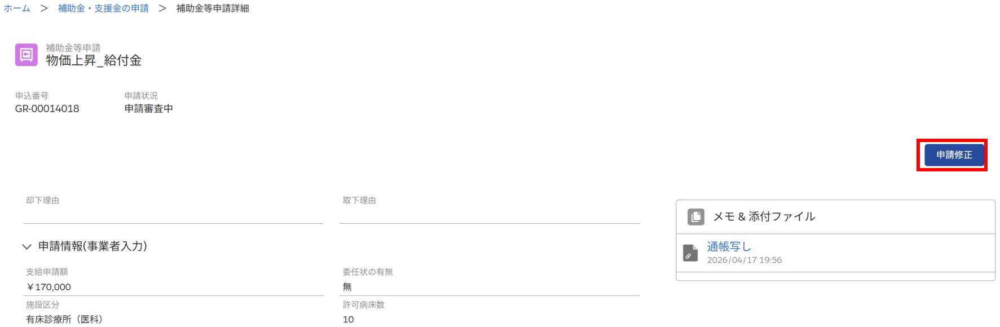 ホーム ＞ 補助金・支援金の申請 ＞ 補助金等申請詳細
補助金等申請
物価上昇_給付金
申込番号 申請状況
GR-00014018 申請審査中
申請修正
却下理由 取下理由
メモ & 添付ファイル
申請情報(事業者入力)
通帳写し
2026/04/17 19:56
支給申請額 委任状の有無
￥170,000 無
施設区分 許可病床数
有床診療所（医科） 10